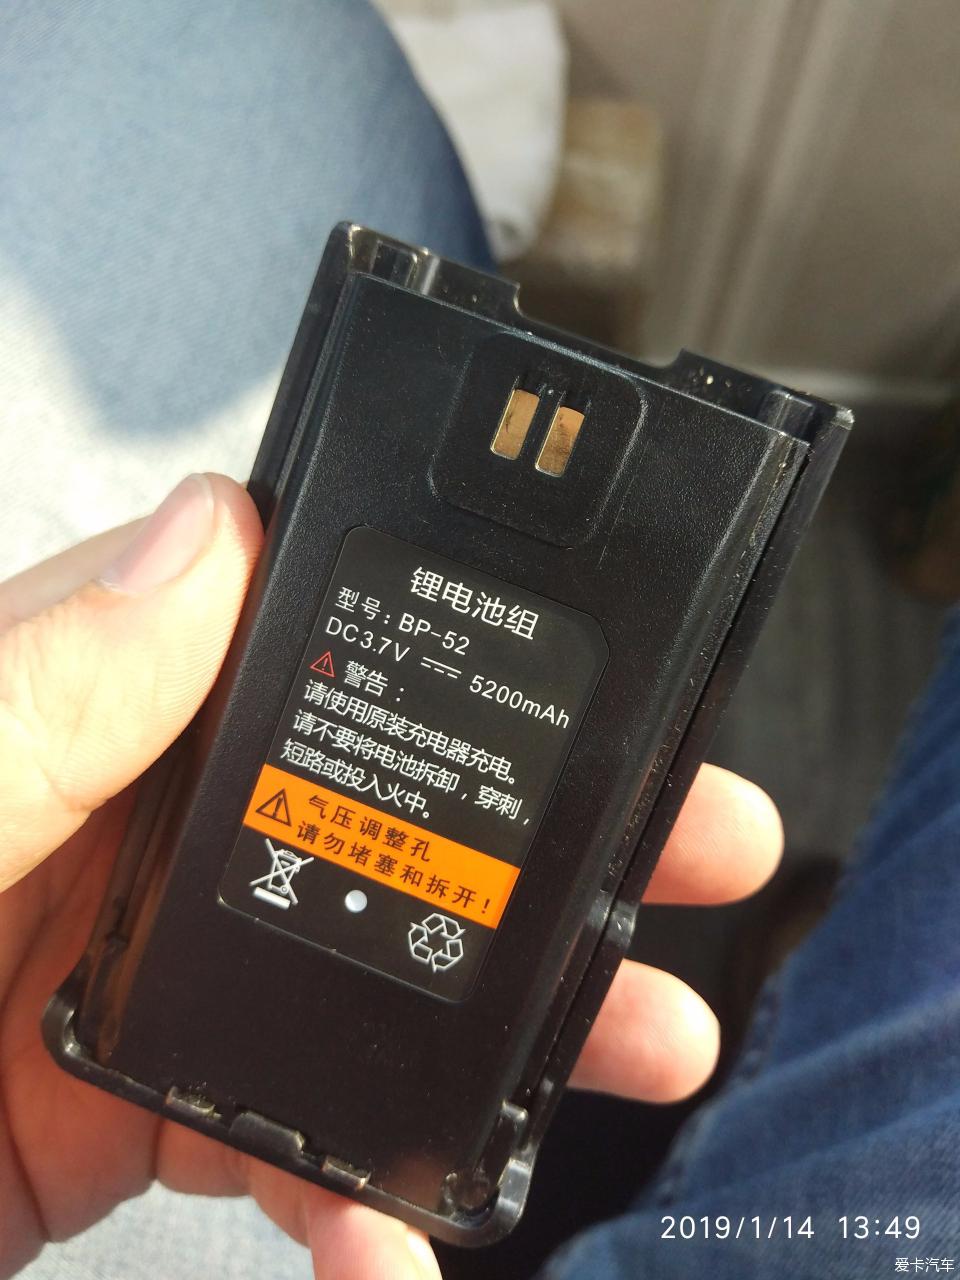 锂电池组
型号：BP-52
DC3.7V 5200mAh
警告：
请使用原装充电器充电。
请不要将电池拆卸，穿刺，
短路或投入火中。
气压调整孔
请勿堵塞和拆开！
2019/1/14 13:49
爱卡汽车